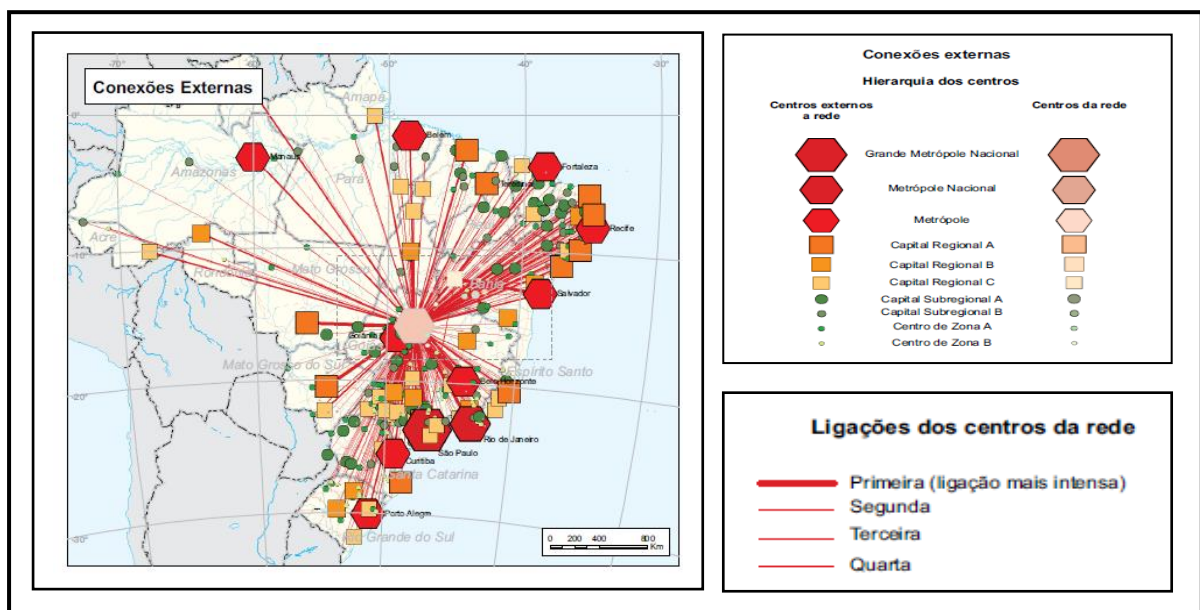 -70°
-60°
-50°
-40°
-30°
Conexões Externas
Amapá
0°
Belém
Manaus
Fortaleza
Teresina
Amazonas
Pará
Recife
Acre
-10°
Rondônia
Mato Grosso
Bahia
Salvador
Goiânia
Goiás
Mato Grosso do Sul
Belo Horizonte
Espírito Santo
-20°
Rio de Janeiro
São Paulo
Curitiba
Santa Catarina
Porto Alegre
Rio Grande do Sul
-30°
0 200 400 800
Km
Conexões externas
Hierarquia dos centros
Centros externos
a rede
Centros da rede
Grande Metrópole Nacional
Metrópole Nacional
Metrópole
Capital Regional A
Capital Regional B
Capital Regional C
Capital Subregional A
Capital Subregional B
Centro de Zona A
Centro de Zona B
Ligações dos centros da rede
Primeira (ligação mais intensa)
Segunda
Terceira
Quarta